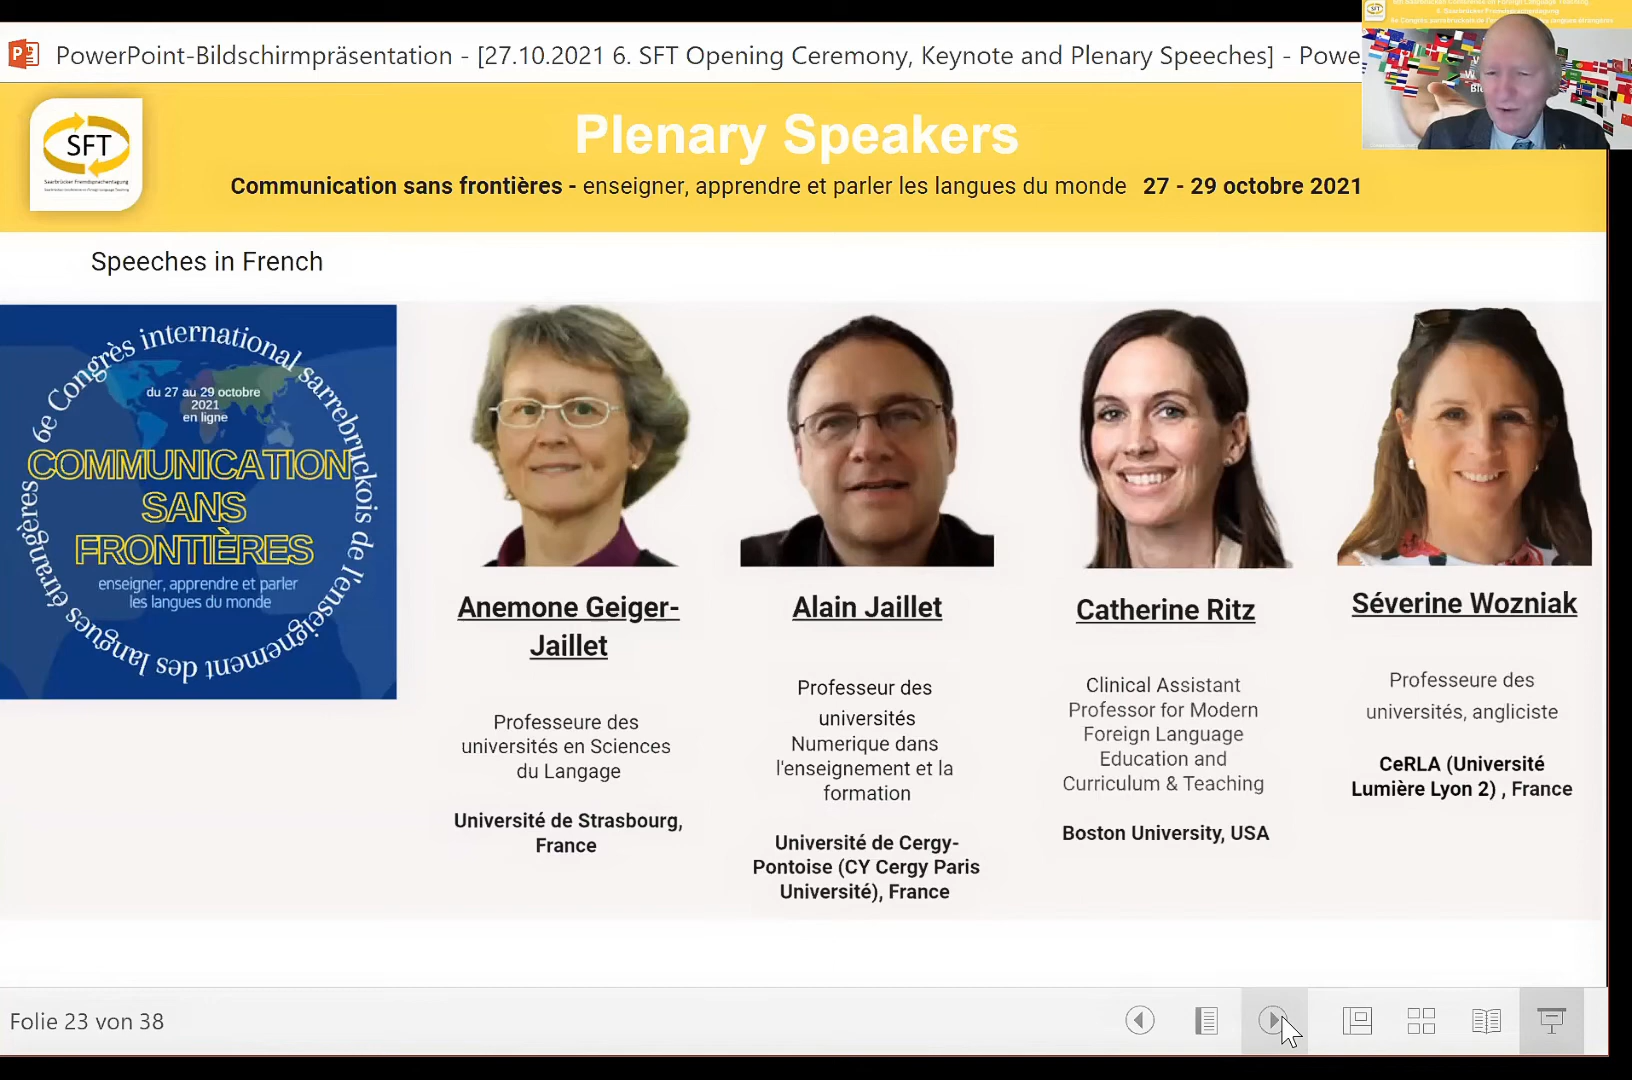 PowerPoint-Bildschirmpräsentation - [27.10.2021 6. SFT Opening Ceremony, Keynote and Plenary Speeches] - Powe
SFT
Saarbrücker Fremdsprachentagung
Plenary Speakers
Communication sans frontières - enseigner, apprendre et parler les langues du monde 27 - 29 octobre 2021
Speeches in French
6e Congrès international sarrebruckois de l'enseignement des langues étrangères
du 27 au 29 octobre
2021
en ligne
COMMUNICATION
SANS
FRONTIÈRES
enseigner, apprendre et parler
les langues du monde
Anemone Geiger-
Jaillet
Professeure des
universités en Sciences
du Langage
Université de Strasbourg,
France
Alain Jaillet
Professeur des
universités
Numerique dans
l'enseignement et la
formation
Université de Cergy-
Pontoise (CY Cergy Paris
Université), France
Catherine Ritz
Clinical Assistant
Professor for Modern
Foreign Language
Education and
Curriculum & Teaching
Boston University, USA
Séverine Wozniak
Professeure des
universités, angliciste
CeRLA (Université
Lumière Lyon 2) , France
Folie 23 von 38